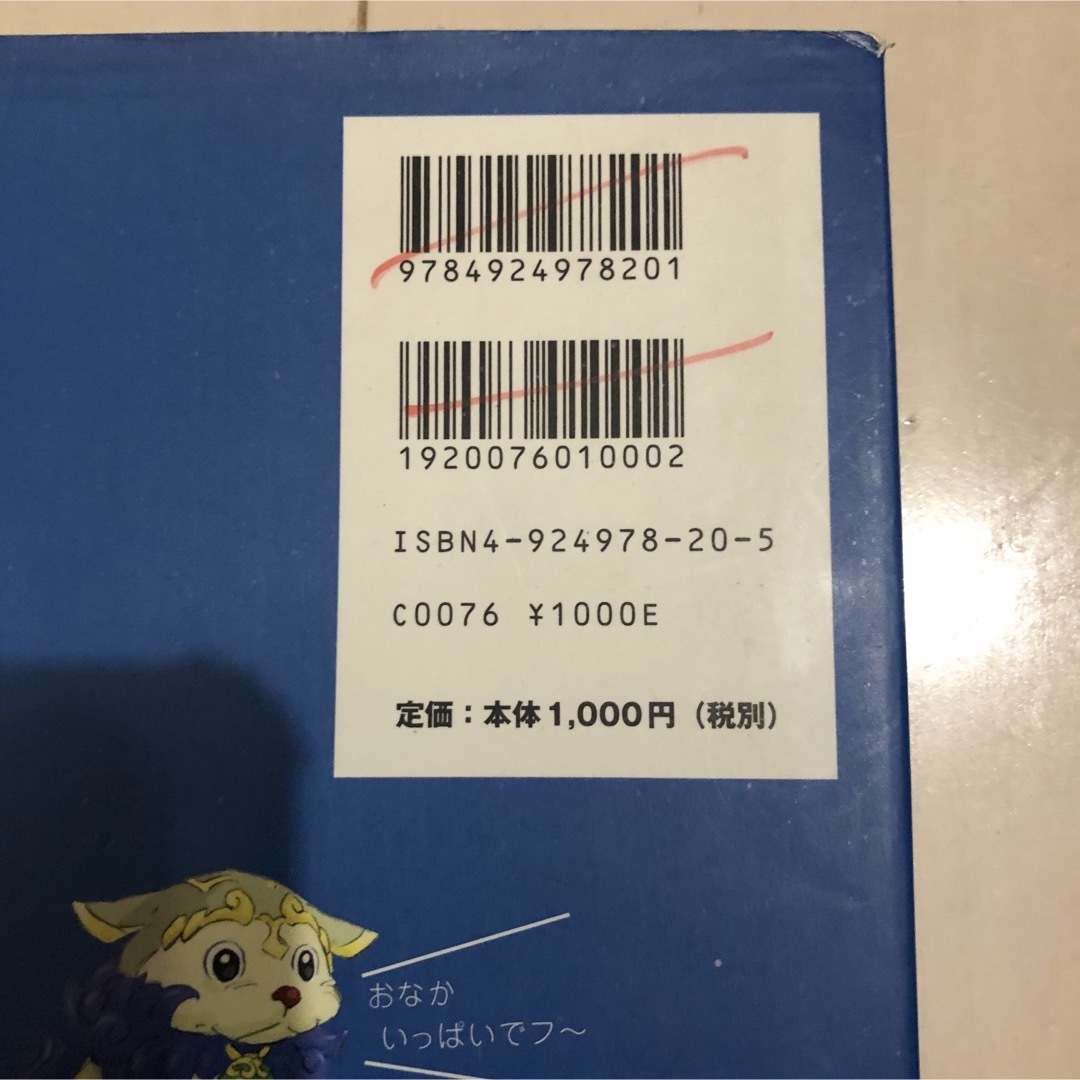 9784924978201
1920076010002
ISBN4-924978-20-5
C0076 ¥1000E
定価：本体1,000円（税別）
おなか
いっぱいでフ～